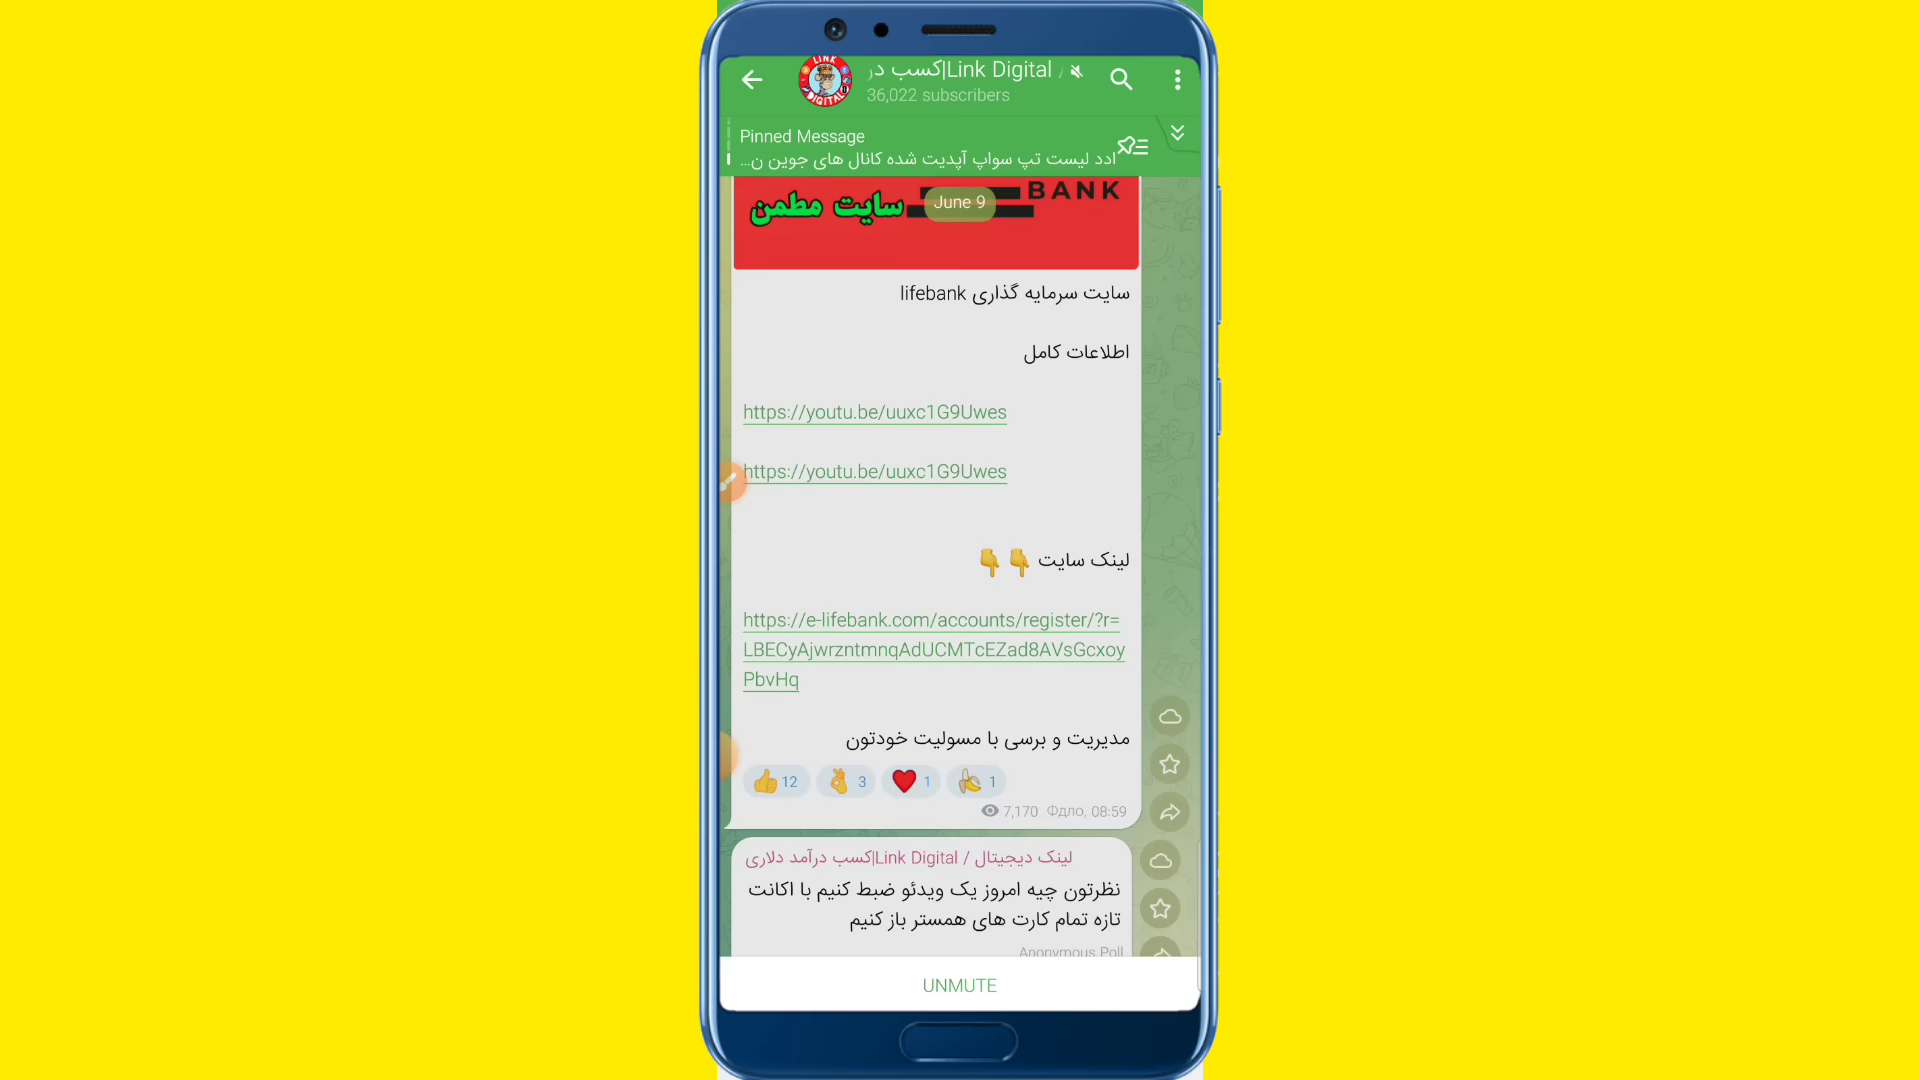 کسب در|Link Digital /
36,022 subscribers
Pinned Message
ادد لیست تپ سواپ آپدیت شده کانال های جوین ن...
LINK
DIGITAL
BANK
سایت مطمن
June 9
سایت سرمایه گذاری lifebank
اطلاعات کامل
https://youtu.be/uuxc1G9Uwes
https://youtu.be/uuxc1G9Uwes
لینک سایت 👇👇
https://e-lifebank.com/accounts/register/?r=
LBECyAjwrzntmnqAdUCMTcEZad8AVsGcxoy
PbvHq
مدیریت و برسی با مسولیت خودتون
👍 12 👌 3 ❤ 1 🍌 1
7,170 Фдло, 08:59
لینک دیجیتال / Link Digital|کسب درآمد دلاری
نظرتون چیه امروز یک ویدئو ضبط کنیم با اکانت
تازه تمام کارت های همستر باز کنیم
Anonymous Poll
UNMUTE